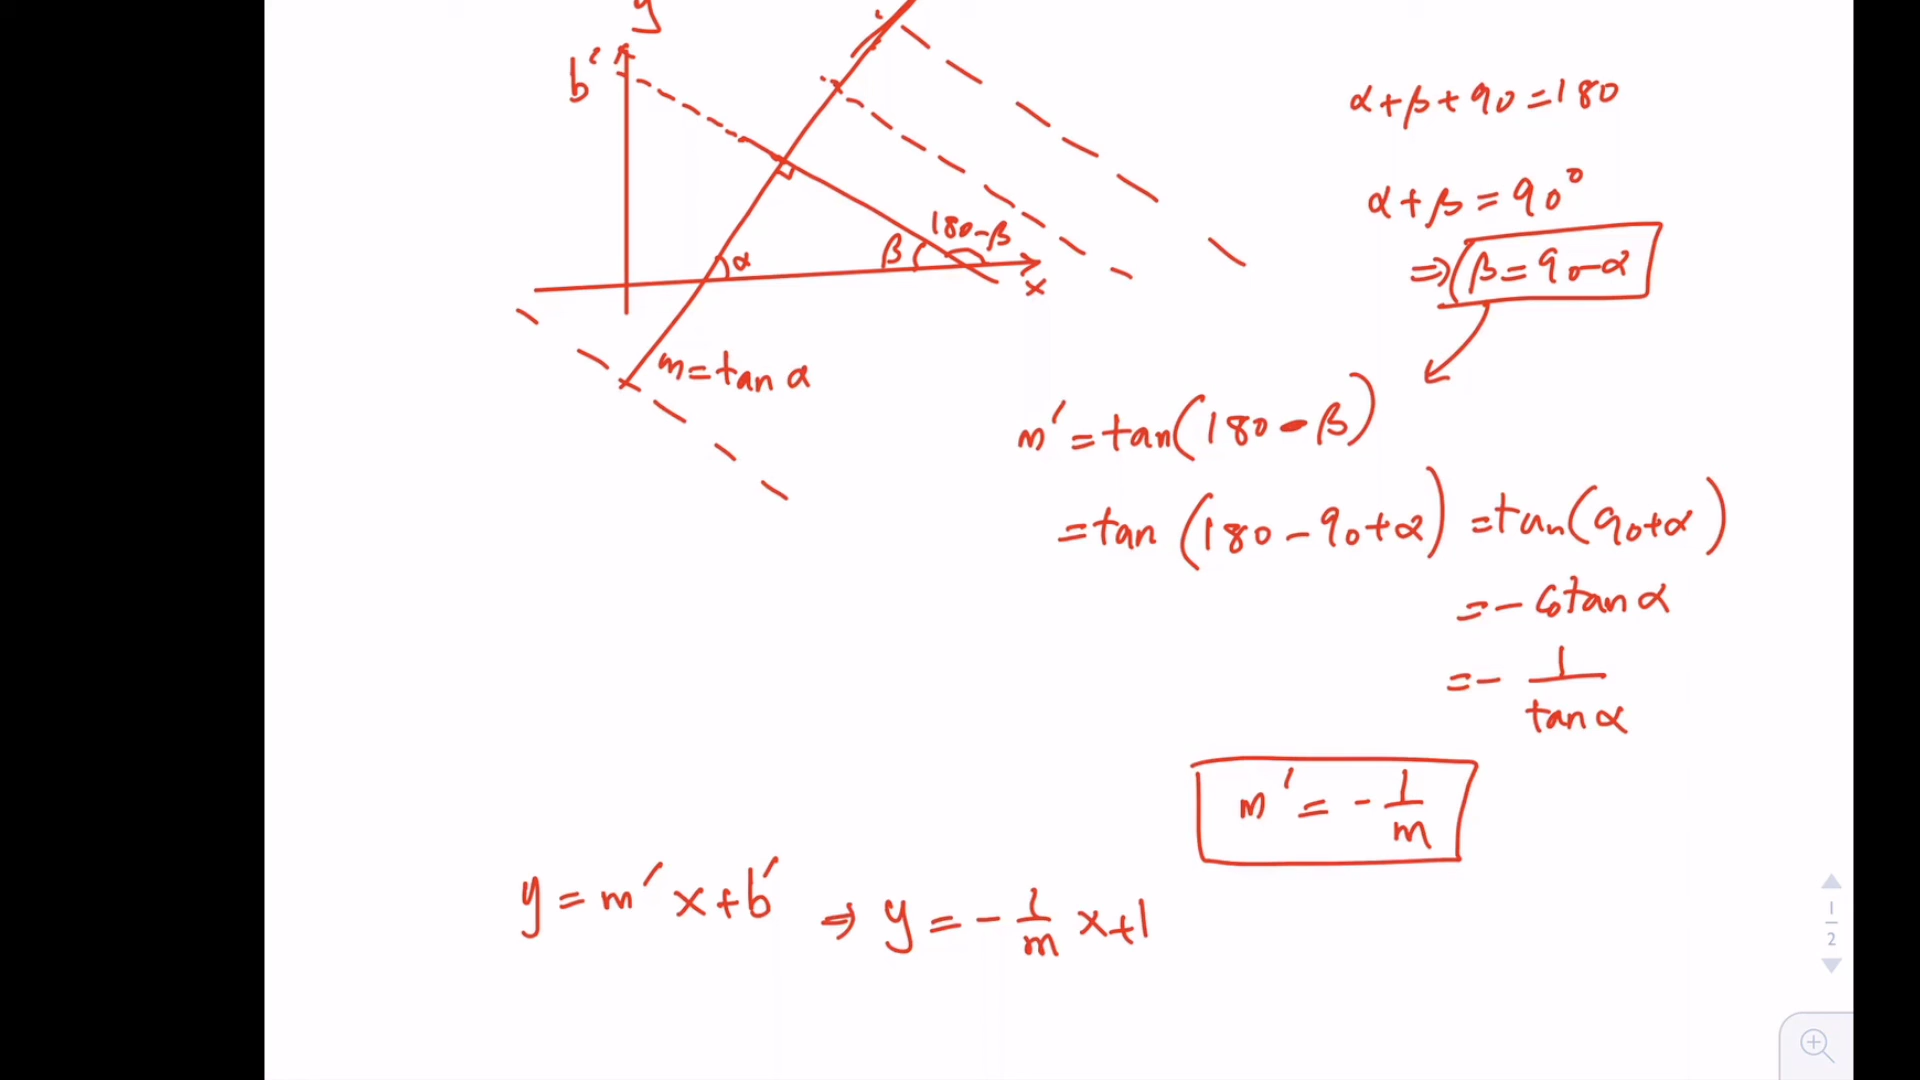 y
b'
α+β+90=180
α+β=90°
⇒ β=90-α
180-β
β
α
x
m=tan α
m'=tan(180-β)
=tan(180-90+α)=tan(90+α)
=-Cotan α
=- 1/tan α
m'=- 1/m
y=m'x+b' ⇒ y=- 1/m x+1
1
2